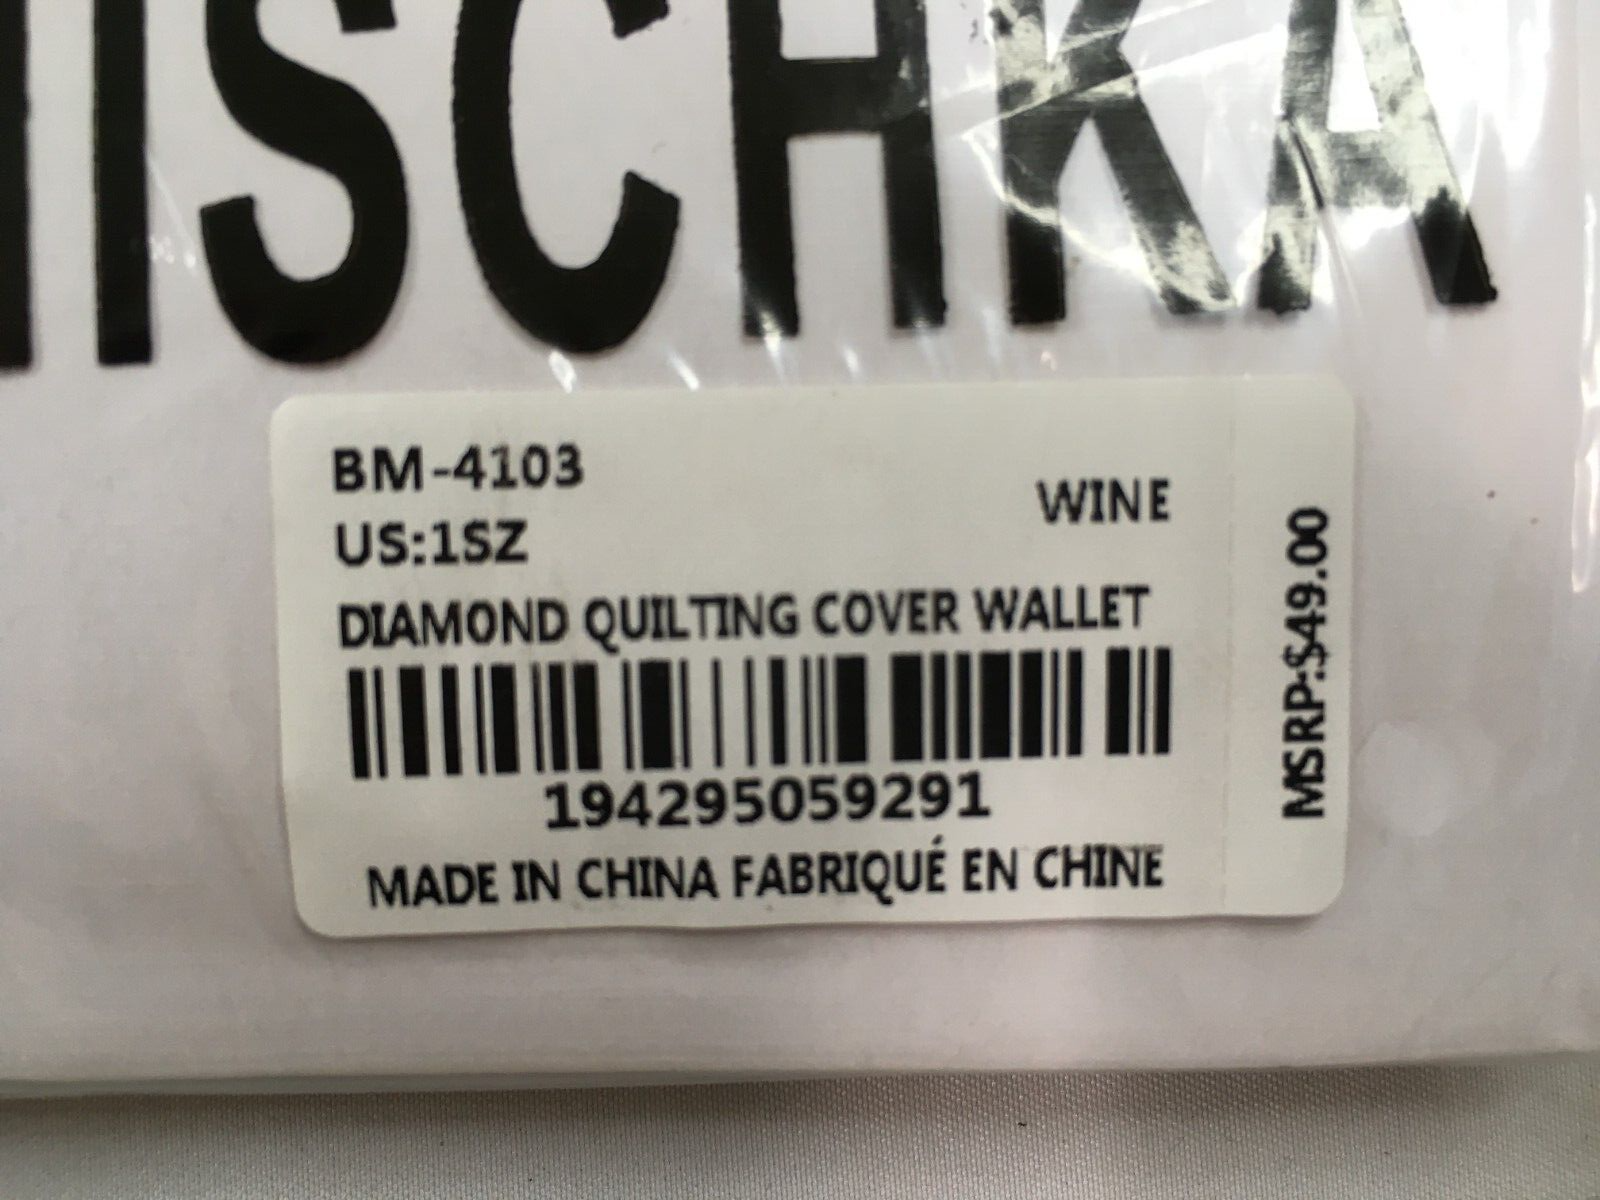 ISCHKA
BM-4103
US:1SZ
WINE
DIAMOND QUILTING COVER WALLET
194295059291
MADE IN CHINA FABRIQUÉ EN CHINE
MSRP:$49.00